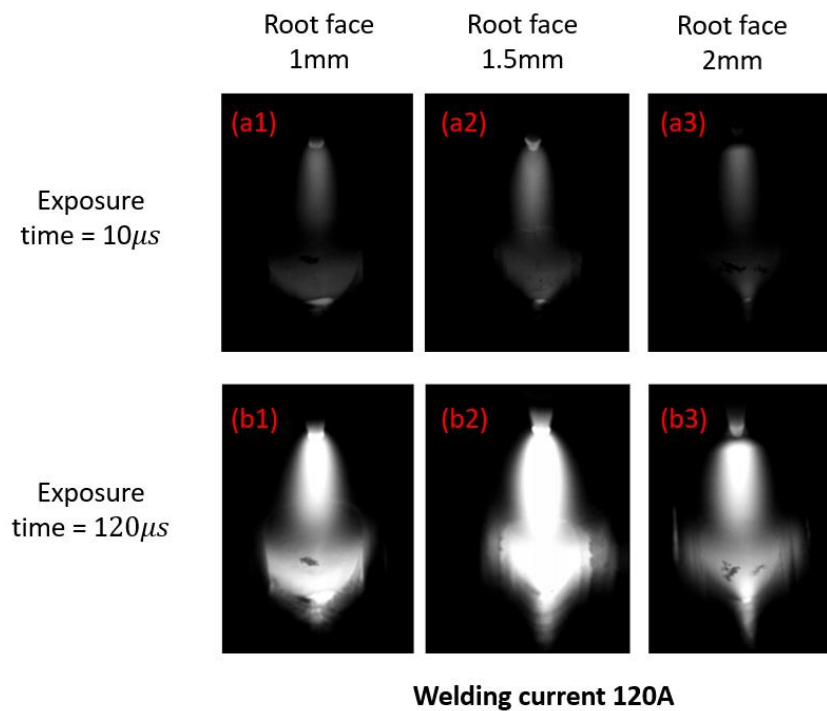 Root face
1mm
Root face
1.5mm
Root face
2mm
(a1)
(a2)
(a3)
Exposure
time = 10μs
(b1)
(b2)
(b3)
Exposure
time = 120μs
Welding current 120A